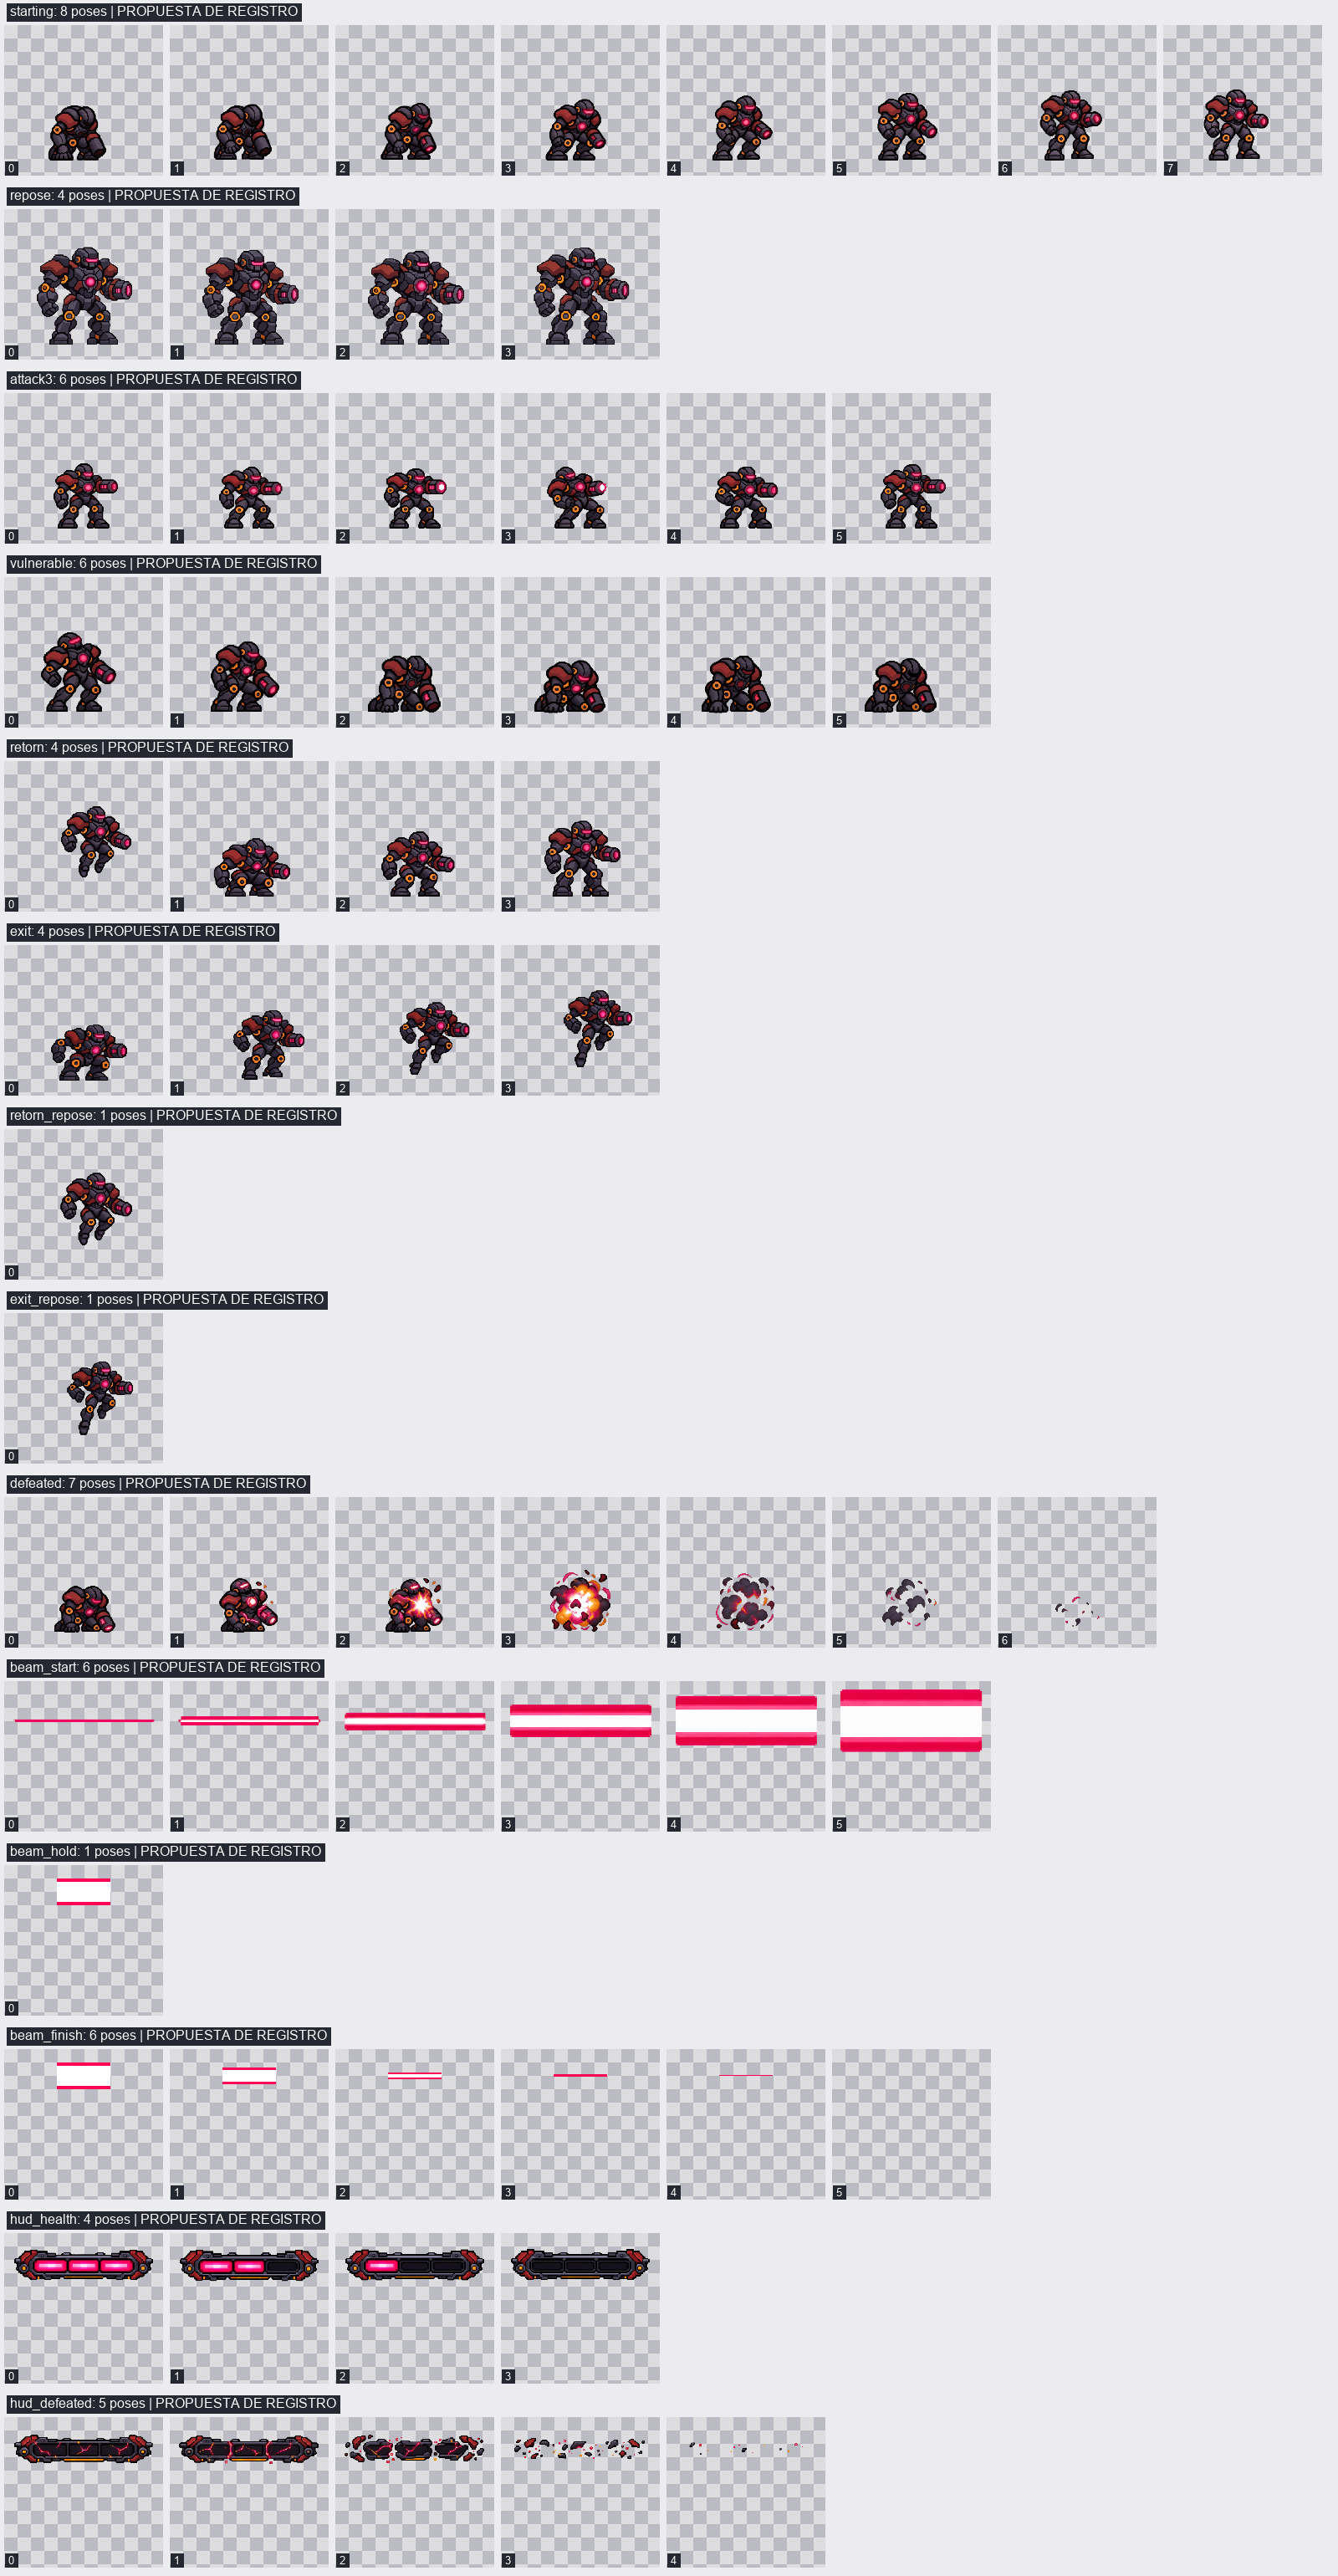 starting: 8 poses | PROPUESTA DE REGISTRO
0 1 2 3 4 5 6 7
repose: 4 poses | PROPUESTA DE REGISTRO
0 1 2 3
attack3: 6 poses | PROPUESTA DE REGISTRO
0 1 2 3 4 5
vulnerable: 6 poses | PROPUESTA DE REGISTRO
0 1 2 3 4 5
retorn: 4 poses | PROPUESTA DE REGISTRO
0 1 2 3
exit: 4 poses | PROPUESTA DE REGISTRO
0 1 2 3
retorn_repose: 1 poses | PROPUESTA DE REGISTRO
0
exit_repose: 1 poses | PROPUESTA DE REGISTRO
0
defeated: 7 poses | PROPUESTA DE REGISTRO
0 1 2 3 4 5 6
beam_start: 6 poses | PROPUESTA DE REGISTRO
0 1 2 3 4 5
beam_hold: 1 poses | PROPUESTA DE REGISTRO
0
beam_finish: 6 poses | PROPUESTA DE REGISTRO
0 1 2 3 4 5
hud_health: 4 poses | PROPUESTA DE REGISTRO
0 1 2 3
hud_defeated: 5 poses | PROPUESTA DE REGISTRO
0 1 2 3 4